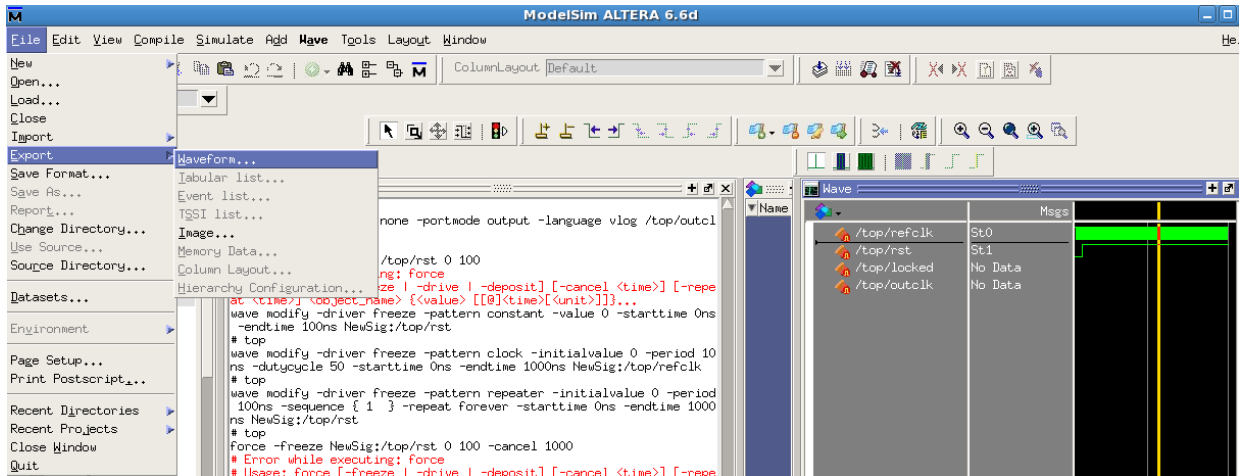 ModelSim ALTERA 6.6d
File Edit View Compile Simulate Add Wave Tools Layout Window He
ColumnLayout Default
New
Open...
Load...
Close
Import
Export
Save Format...
Save As...
Report...
Change Directory...
Use Source...
Source Directory...
Datasets...
Environment
Page Setup...
Print Postscript...
Recent Directories
Recent Projects
Close Window
Quit
Waveform...
Tabular list...
Event list...
TSSI list...
Image...
Memory Data...
Column Layout...
Hierarchy Configuration...
none -portmode output -language vlog /top/outcl
/top/rst 0 100
ng: force
eze | -drive | -deposit] [-cancel <time>] [-repe
at <time>] <object_name> {<value> [[@]<time>[<unit>]]}...
wave modify -driver freeze -pattern constant -value 0 -starttime 0ns
-endtime 100ns NewSig:/top/rst
# top
wave modify -driver freeze -pattern clock -initialvalue 0 -period 10
ns -dutycycle 50 -starttime 0ns -endtime 1000ns NewSig:/top/refclk
# top
wave modify -driver freeze -pattern repeater -initialvalue 0 -period
100ns -sequence { 1 } -repeat forever -starttime 0ns -endtime 1000
ns NewSig:/top/rst
# top
force -freeze NewSig:/top/rst 0 100 -cancel 1000
# Error while executing: force
# Usage: force [-freeze | -drive | -deposit] [-cancel <time>] [-repe
Name
Wave
Msgs
/top/refclk St0
/top/rst St1
/top/locked No Data
/top/outclk No Data